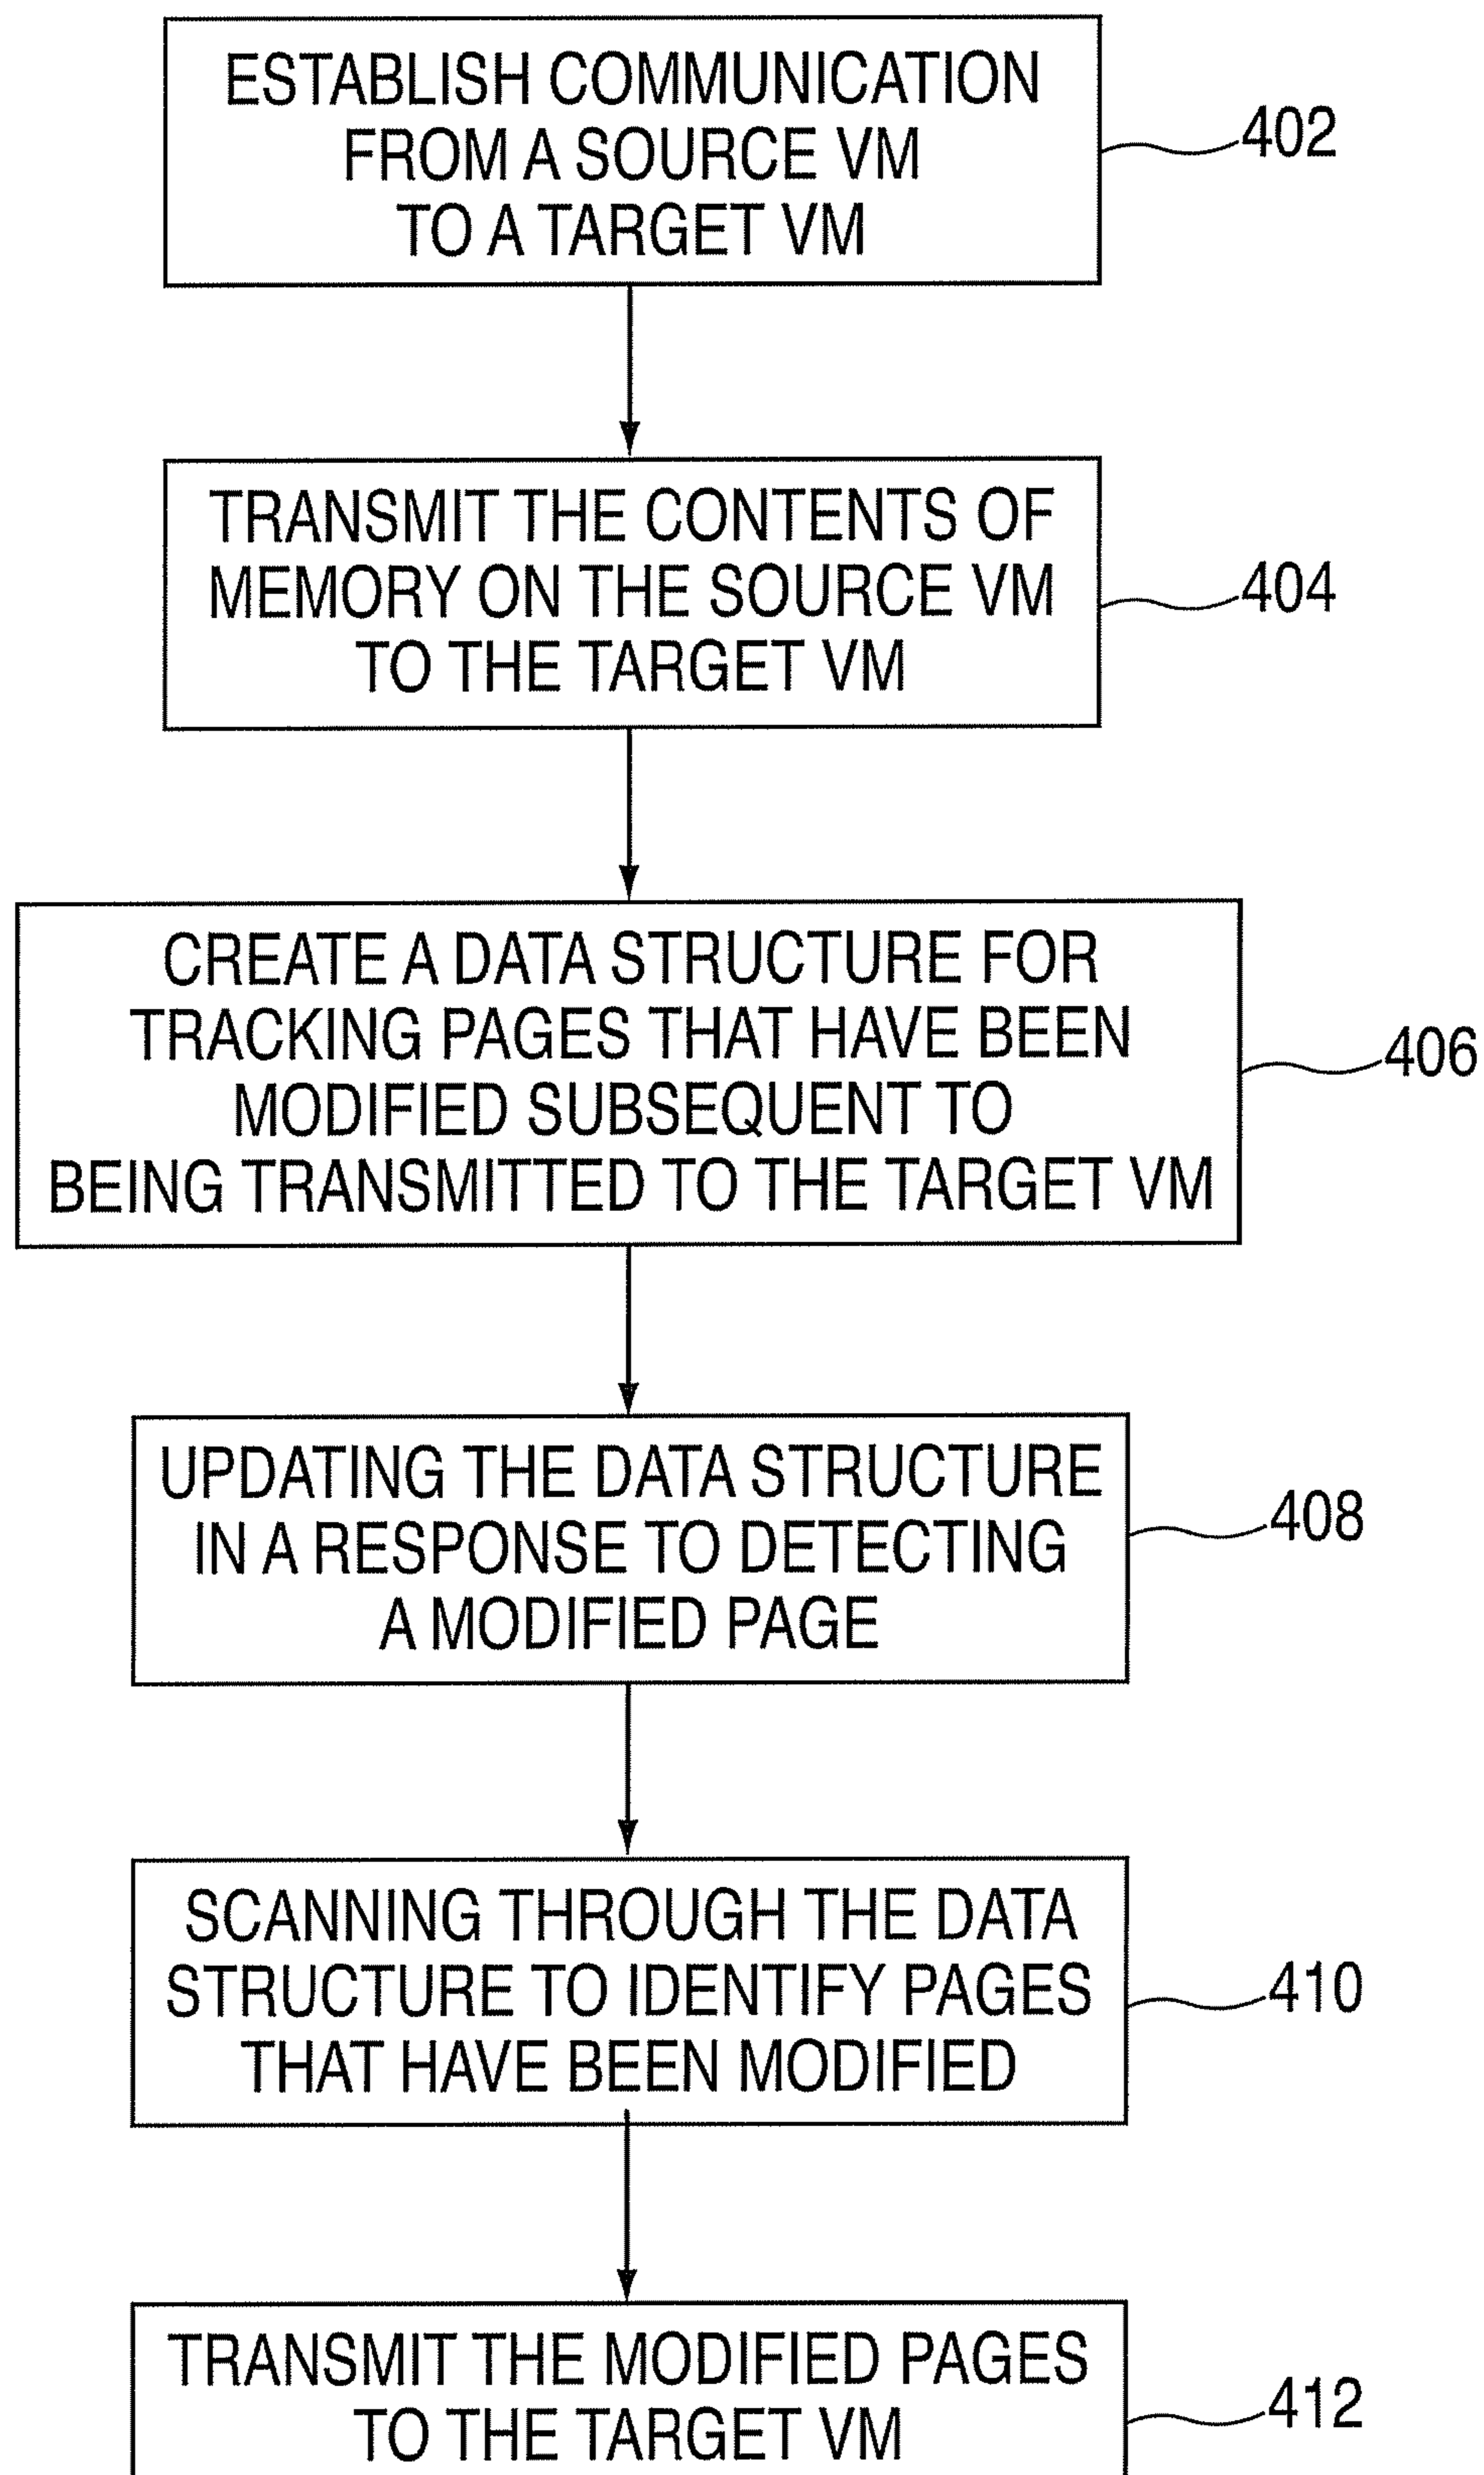 ESTABLISH COMMUNICATION
FROM A SOURCE VM
TO A TARGET VM
402
TRANSMIT THE CONTENTS OF
MEMORY ON THE SOURCE VM
TO THE TARGET VM
404
CREATE A DATA STRUCTURE FOR
TRACKING PAGES THAT HAVE BEEN
MODIFIED SUBSEQUENT TO
BEING TRANSMITTED TO THE TARGET VM
406
UPDATING THE DATA STRUCTURE
IN A RESPONSE TO DETECTING
A MODIFIED PAGE
408
SCANNING THROUGH THE DATA
STRUCTURE TO IDENTIFY PAGES
THAT HAVE BEEN MODIFIED
410
TRANSMIT THE MODIFIED PAGES
TO THE TARGET VM
412